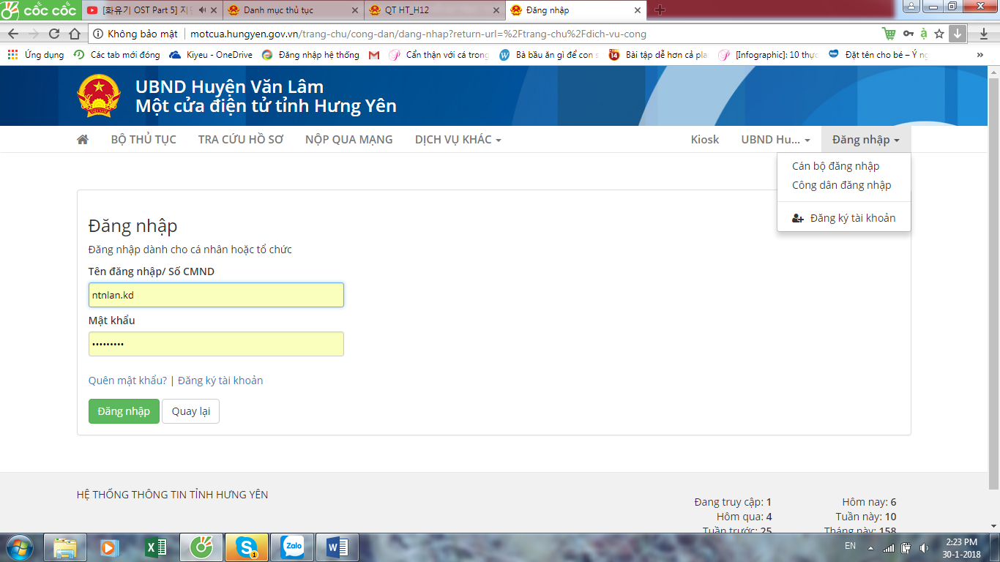 cốc cốc
[화유기 OST Part 5] 지
Danh mục thủ tục
QT HT_H12
Đăng nhập
Không bảo mật
motcua.hungyen.gov.vn/trang-chu/cong-dan/dang-nhap?return-url=%2Ftrang-chu%2Fdich-vu-cong
Ứng dụng
Các tab mới đóng
Kiyeu - OneDrive
Đăng nhập hệ thống
Cẩn thận với cá trong
Bà bầu ăn gì để con s
Bài tập dễ hơn cả pla
[Infographic]: 10 thực
Đặt tên cho bé – Ý ng
»
UBND Huyện Văn Lâm
Một cửa điện tử tỉnh Hưng Yên
BỘ THỦ TỤC TRA CỨU HỒ SƠ NỘP QUA MẠNG DỊCH VỤ KHÁC Kiosk UBND Hu... Đăng nhập
Cán bộ đăng nhập
Công dân đăng nhập
Đăng ký tài khoản
Đăng nhập
Đăng nhập dành cho cá nhân hoặc tổ chức
Tên đăng nhập/ Số CMND
ntnlan.kd
Mật khẩu
•••••••••
Quên mật khẩu? | Đăng ký tài khoản
Đăng nhập Quay lại
HỆ THỐNG THÔNG TIN TỈNH HƯNG YÊN
Đang truy cập: 1 Hôm nay: 6
Hôm qua: 4 Tuần này: 10
Tuần trước: 25 Tháng này: 158
Zalo
1
EN
2:23 PM
30-1-2018